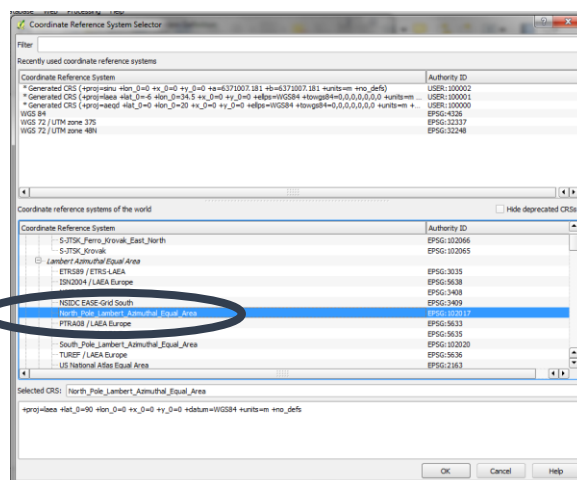 Database Web Processing Help
Coordinate Reference System Selector
Filter
Recently used coordinate reference systems
Coordinate Reference System Authority ID
* Generated CRS (+proj=sinu +lon_0=0 +x_0=0 +y_0=0 +a=6371007.181 +b=6371007.181 +units=m +no_defs) USER:100002
* Generated CRS (+proj=laea +lat_0=-6 +lon_0=34.5 +x_0=0 +y_0=0 +ellps=WGS84 +towgs84=0,0,0,0,0,0,0 +units=m ... USER:100001
* Generated CRS (+proj=aeqd +lat_0=0 +lon_0=20 +x_0=0 +y_0=0 +ellps=WGS84 +towgs84=0,0,0,0,0,0,0 +units=m +... USER:100000
WGS 84 EPSG:4326
WGS 72 / UTM zone 37S EPSG:32337
WGS 72 / UTM zone 48N EPSG:32248
Coordinate reference systems of the world Hide deprecated CRSs
Coordinate Reference System Authority ID
S-JTSK_Ferro_Krovak_East_North EPSG:102066
S-JTSK_Krovak EPSG:102065
Lambert Azimuthal Equal Area
ETRS89 / ETRS-LAEA EPSG:3035
ISN2004 / LAEA Europe EPSG:5638
EPSG:3408
NSIDC EASE-Grid South EPSG:3409
North_Pole_Lambert_Azimuthal_Equal_Area EPSG:102017
PTRA08 / LAEA Europe EPSG:5633
EPSG:5635
South_Pole_Lambert_Azimuthal_Equal_Area EPSG:102020
TUREF / LAEA Europe EPSG:5636
US National Atlas Equal Area EPSG:2163
Selected CRS: North_Pole_Lambert_Azimuthal_Equal_Area
+proj=laea +lat_0=90 +lon_0=0 +x_0=0 +y_0=0 +datum=WGS84 +units=m +no_defs
OK Cancel Help